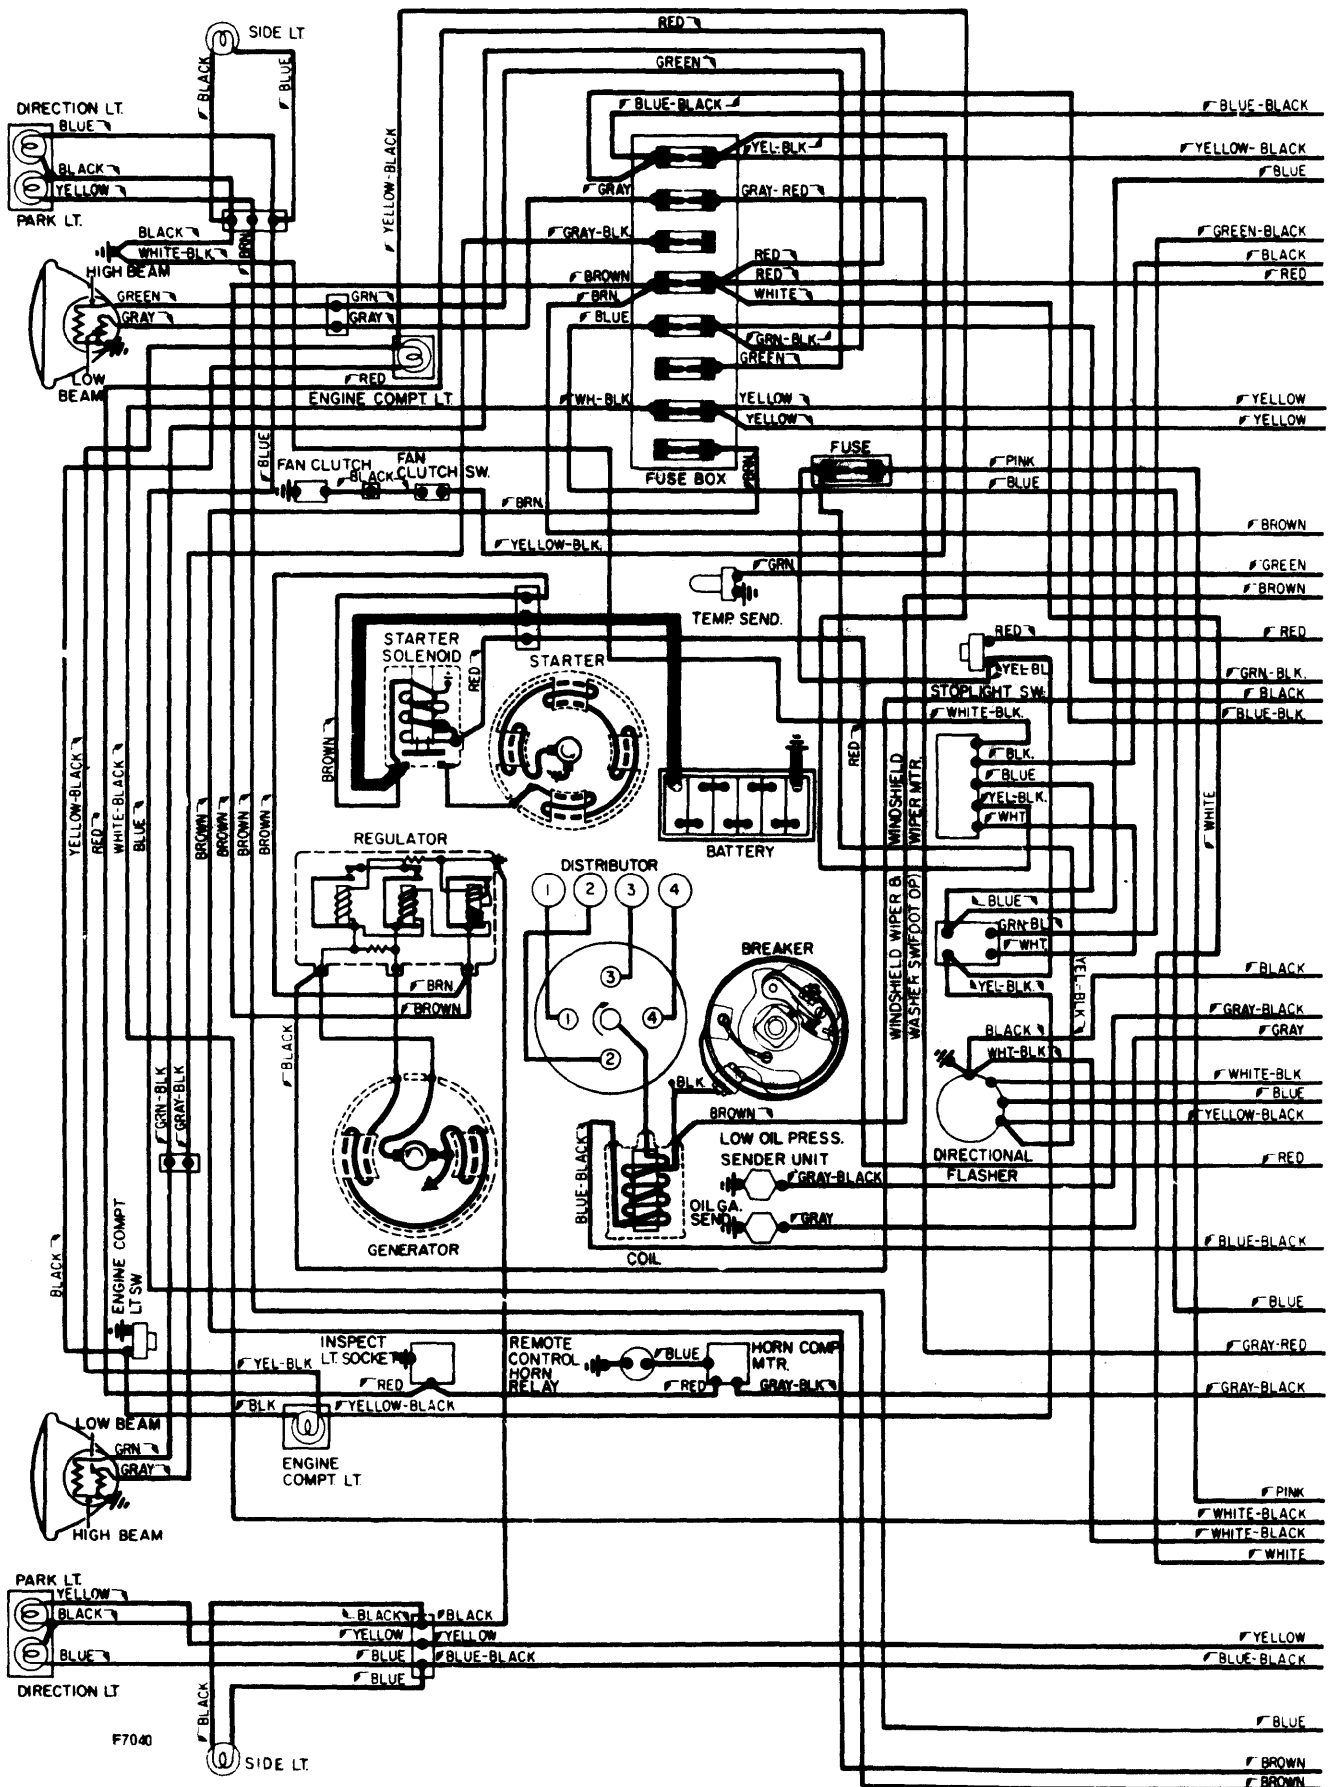 RED
SIDE LT.
GREEN
BLACK
BLUE
BLUE-BLACK
BLUE-BLACK
DIRECTION LT.
BLUE
BLACK
YELLOW
PARK LT.
YELLOW-BLACK
YEL-BLK
YELLOW-BLACK
BLUE
GRAY
GRAY-RED
BLACK
WHITE-BLK
BRN
GRAY-BLK
GREEN-BLACK
BLACK
RED
HIGH BEAM
GREEN
GRAY
GRN
GRAY
BROWN
BRN
BLUE
RED
RED
WHITE
GRN-BLK.
GREEN
LOW
BEAM
RED
ENGINE COMPT LT.
WH-BLK
YELLOW
YELLOW
YELLOW
YELLOW
BLUE
FAN CLUTCH
FAN
CLUTCH SW.
BLACK
FUSE BOX
FUSE
PINK
BLUE
BRN
BRN
BROWN
YELLOW-BLK.
GRN
GREEN
BROWN
TEMP. SEND.
STARTER
SOLENOID
RED
STARTER
RED
RED
YEL-BL
STOPLIGHT SW.
GRN-BLK.
BLACK
BLUE-BLK.
WHITE-BLK.
BROWN
RED
BLK.
BLUE
YEL-BLK.
WHT
WINDSHIELD
WIPER MTR.
WHITE
YELLOW-BLACK
RED
WHITE-BLACK
BLUE
BROWN
BROWN
BROWN
BROWN
BATTERY
REGULATOR
DISTRIBUTOR
1
2
3
4
BLUE
GRN-BL
WHT
YEL-BLK.
YEL-BLK
WINDSHIELD WIPER &
WASHER SW(FOOT OP)
BREAKER
3
1
4
2
BRN
BROWN
BLACK
BLACK
GRAY-BLACK
GRAY
BLACK
WHT-BLK
WHITE-BLK
BLUE
YELLOW-BLACK
DIRECTIONAL
FLASHER
RED
GRN-BLK
GRAY-BLK
BLK
BROWN
LOW OIL PRESS.
SENDER UNIT
GRAY-BLACK
OIL GA.
SEND.
GRAY
BLUE-BLACK
COIL
GENERATOR
BLUE-BLACK
BLACK
ENGINE COMPT
LT SW
BLUE
INSPECT
LT. SOCKET
RED
REMOTE
CONTROL
HORN
RELAY
BLUE
HORN COMP
MTR.
RED
GRAY-BLK
GRAY-RED
GRAY-BLACK
YEL-BLK
BLK
YELLOW-BLACK
ENGINE
COMPT LT.
LOW BEAM
GRN
GRAY
HIGH BEAM
PINK
WHITE-BLACK
WHITE-BLACK
WHITE
PARK LT.
YELLOW
BLACK
BLUE
DIRECTION LT.
BLACK
YELLOW
BLUE
BLUE
BLACK
YELLOW
BLUE-BLACK
YELLOW
BLUE-BLACK
BLACK
SIDE LT.
F7040
BLUE
BROWN
BROWN